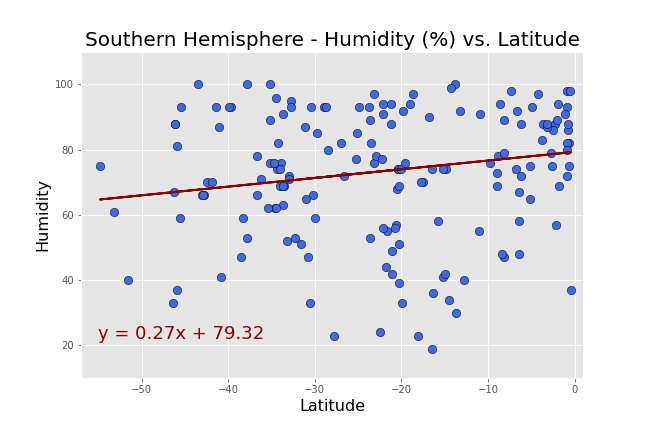 Southern Hemisphere - Humidity (%) vs. Latitude
100
80
60
40
20
Humidity
y = 0.27x + 79.32
−50
−40
−30
−20
−10
0
Latitude